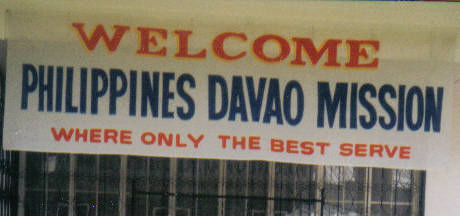 WELCOME
PHILIPPINES DAVAO MISSION
WHERE ONLY THE BEST SERVE